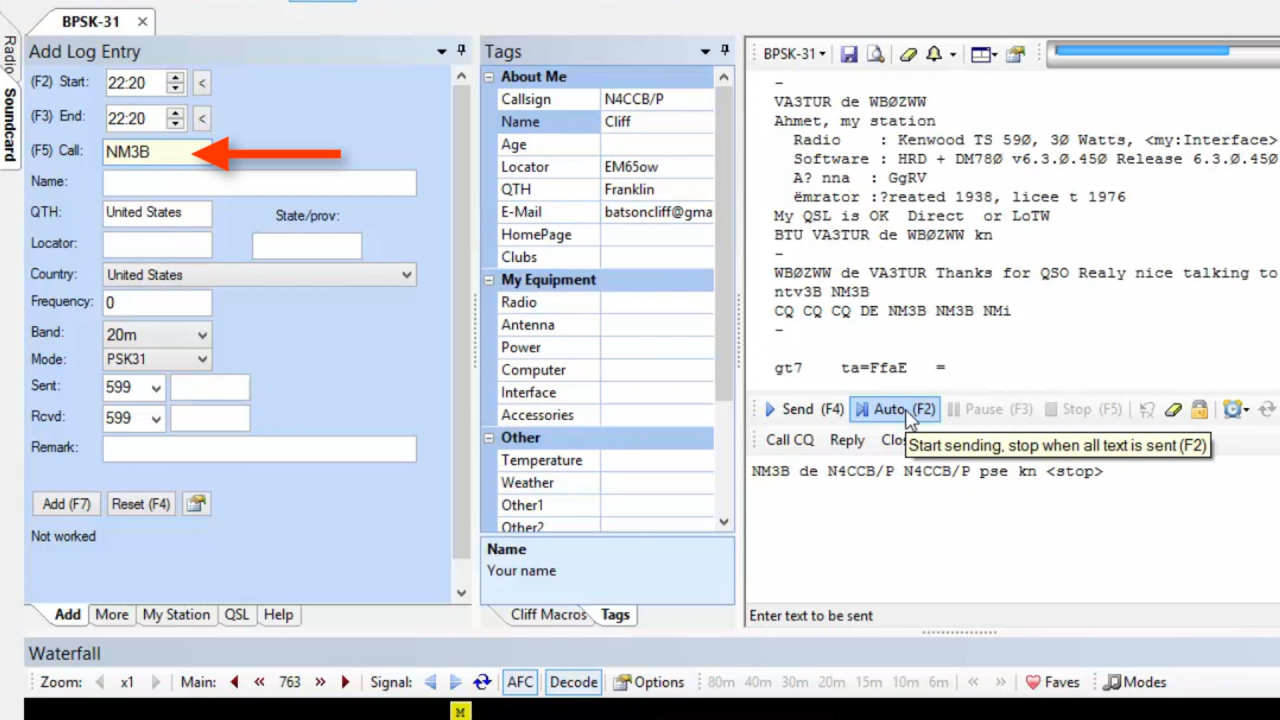 BPSK-31
Radio
Soundcard
Add Log Entry
(F2) Start: 22:20 <
(F3) End: 22:20 <
(F5) Call: NM3B
Name:
QTH: United States State/prov:
Locator:
Country: United States
Frequency: 0
Band: 20m
Mode: PSK31
Sent: 599
Rcvd: 599
Remark:
Add (F7) Reset (F4)
Not worked
Add More My Station QSL Help
Tags
About Me
Callsign N4CCB/P
Name Cliff
Age
Locator EM65ow
QTH Franklin
E-Mail batsoncliff@gma
HomePage
Clubs
My Equipment
Radio
Antenna
Power
Computer
Interface
Accessories
Other
Temperature
Weather
Other1
Other2
Name
Your name
Cliff Macros Tags
BPSK-31
–
VA3TUR de WBØZWW
Ahmet, my station
Radio : Kenwood TS 59Ø, 3Ø Watts, <my:Interface>
Software : HRD + DM78Ø v6.3.Ø.45Ø Release 6.3.Ø.45Ø
A? nna : GgRV
ëmrator :?reated 1938, licee t 1976
My QSL is OK Direct or LoTW
BTU VA3TUR de WBØZWW kn
–
WBØZWW de VA3TUR Thanks for QSO Realy nice talking to
ntv3B NM3B
CQ CQ CQ DE NM3B NM3B NMi
–
gt7 ta=FfaE =
Send (F4) Auto (F2) Pause (F3) Stop (F5)
Call CQ Reply Clo
Start sending, stop when all text is sent (F2)
NM3B de N4CCB/P N4CCB/P pse kn <stop>
Enter text to be sent
Waterfall
Zoom: x1 Main: « 763 » Signal: AFC Decode Options 80m 40m 30m 20m 15m 10m 6m « » Faves Modes
M